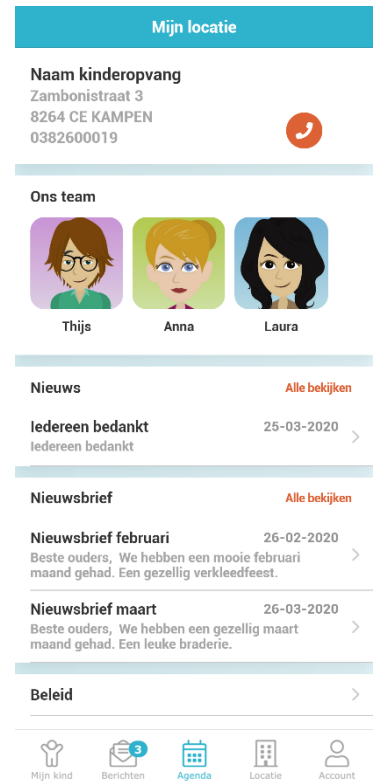 Mijn locatie
Naam kinderopvang
Zambonistraat 3
8264 CE KAMPEN
0382600019
Ons team
Thijs Anna Laura
Nieuws Alle bekijken
Iedereen bedankt 25-03-2020
Iedereen bedankt
Nieuwsbrief Alle bekijken
Nieuwsbrief februari 26-02-2020
Beste ouders, We hebben een mooie februari
maand gehad. Een gezellig verkleedfeest.
Nieuwsbrief maart 26-03-2020
Beste ouders, We hebben een gezellig maart
maand gehad. Een leuke braderie.
Beleid
3
Mijn kind Berichten Agenda Locatie Account